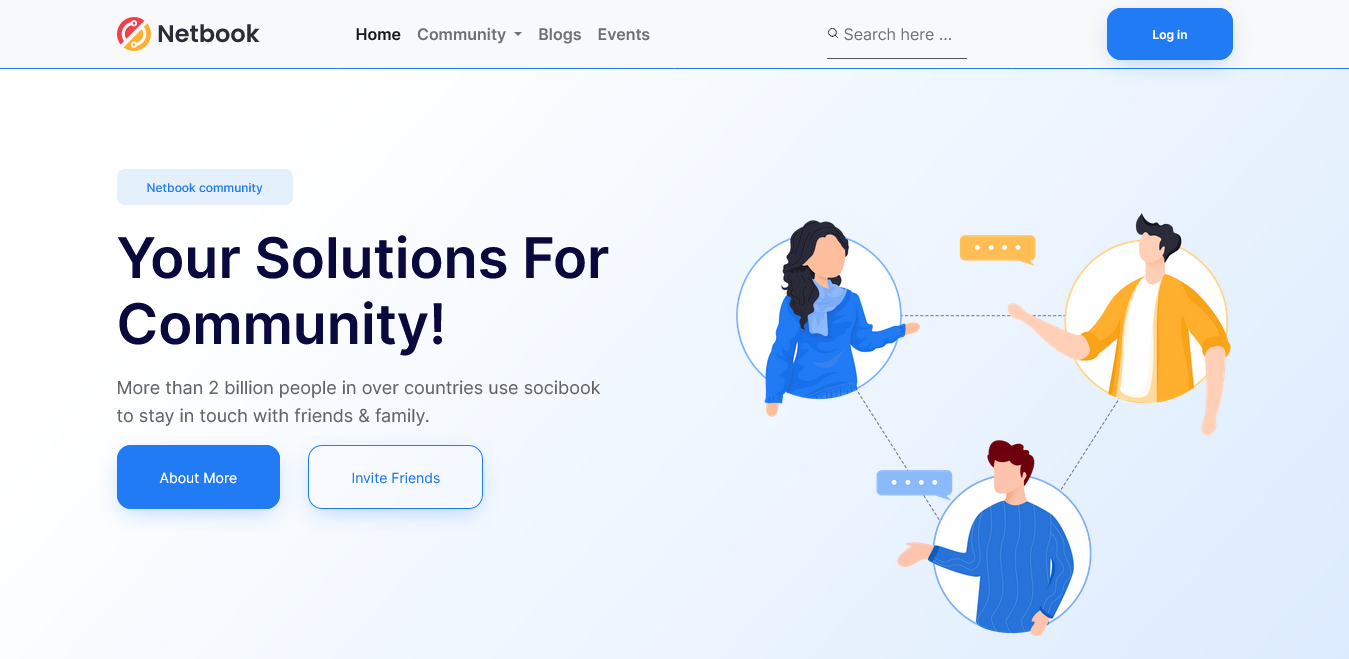 Netbook
Home
Community
Blogs
Events
Search here ...
Log in
Netbook community
Your Solutions For
Community!
More than 2 billion people in over countries use socibook
to stay in touch with friends & family.
About More
Invite Friends